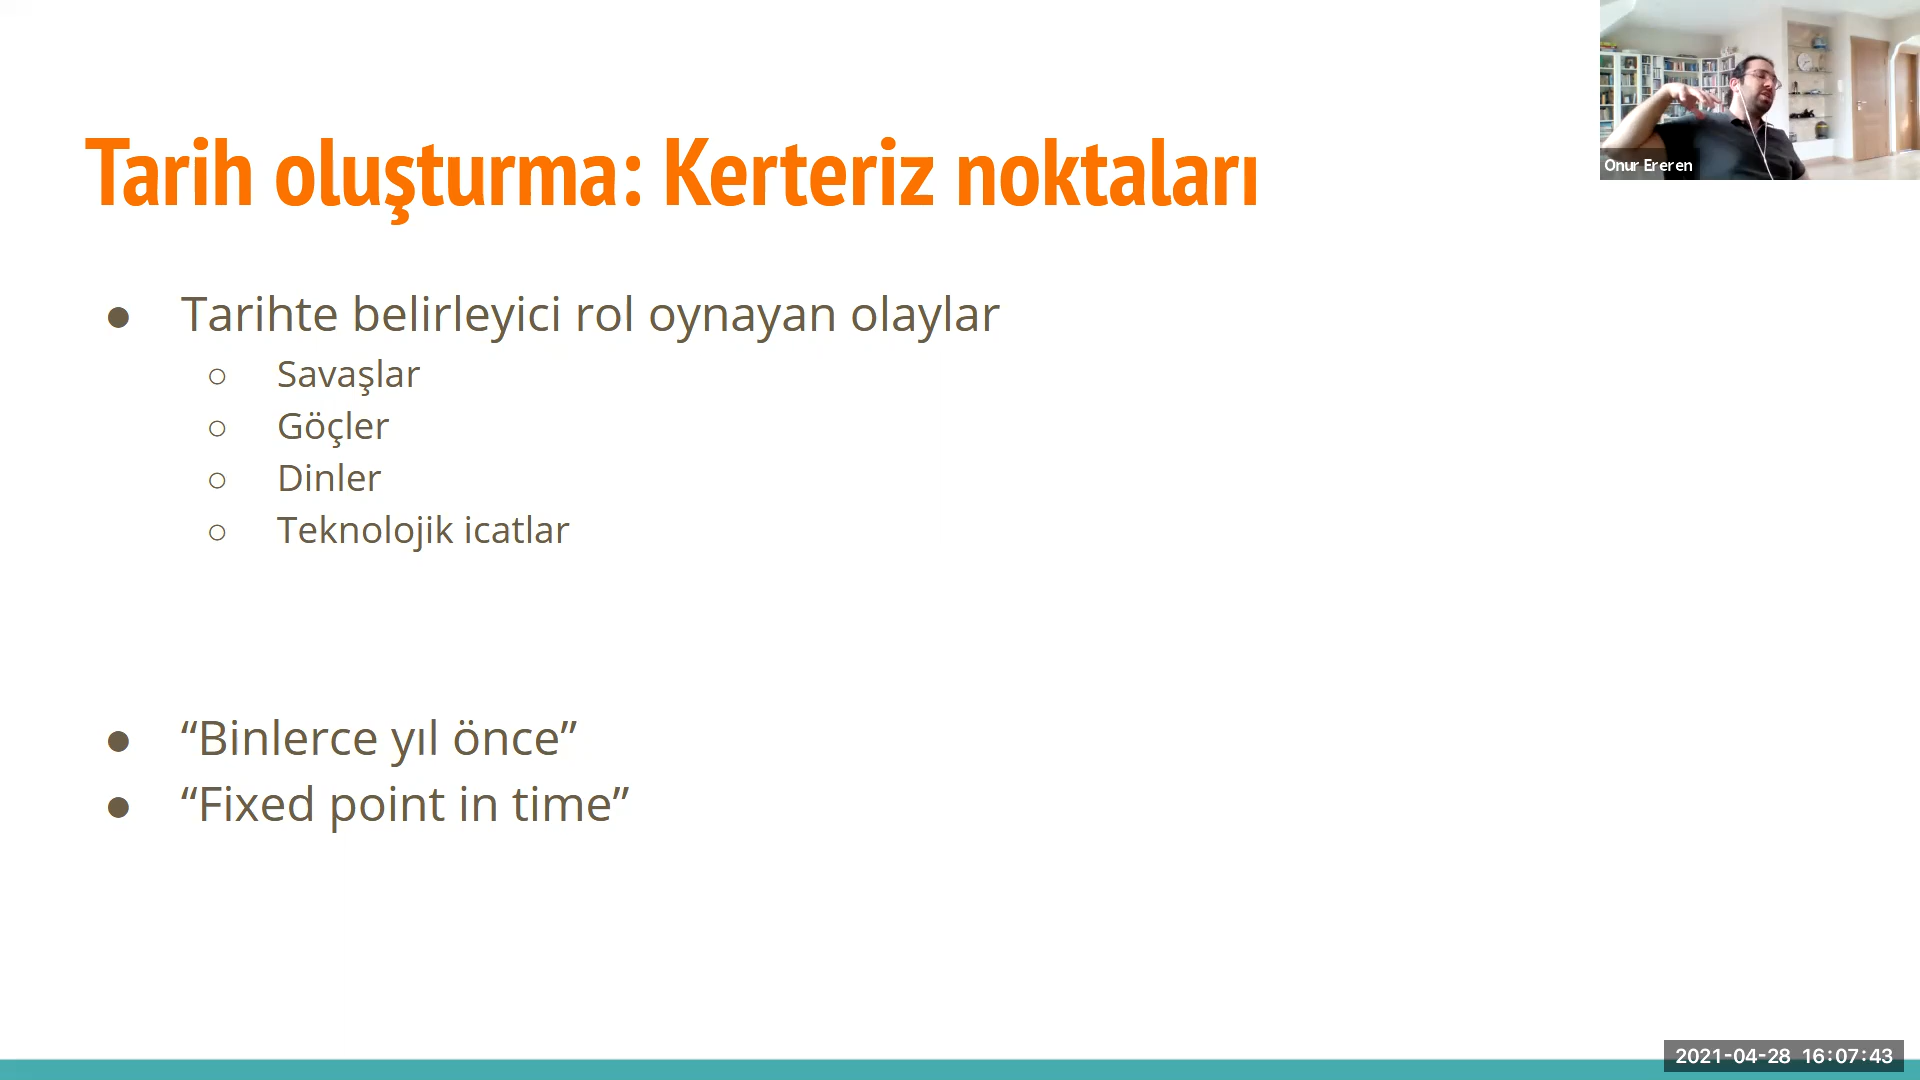 Tarih oluşturma: Kerteriz noktaları
● Tarihte belirleyici rol oynayan olaylar
○ Savaşlar
○ Göçler
○ Dinler
○ Teknolojik icatlar
● “Binlerce yıl önce”
● “Fixed point in time”
Onur Ereren
2021-04-28 16:07:43